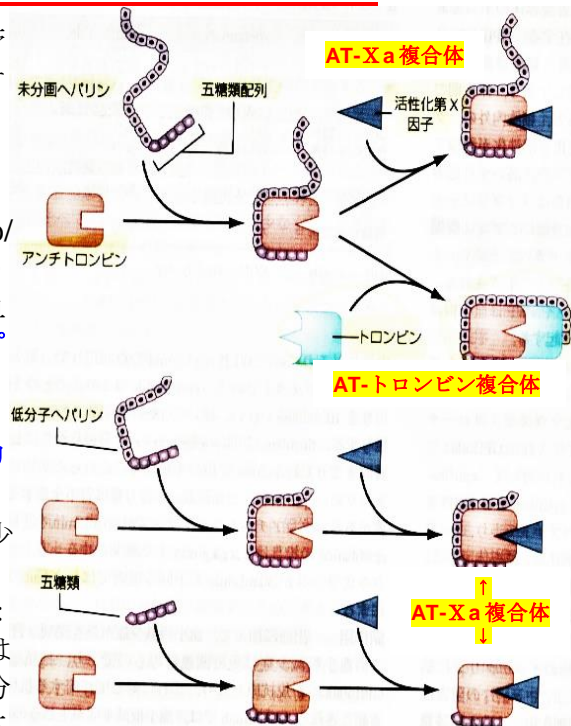 AT-Xa複合体
未分画ヘパリン
五糖類配列
活性化第X
因子
アンチトロンビン
トロンビン
AT-トロンビン複合体
低分子ヘパリン
少
五糖類
↑
AT-Xa複合体
↓
は
分